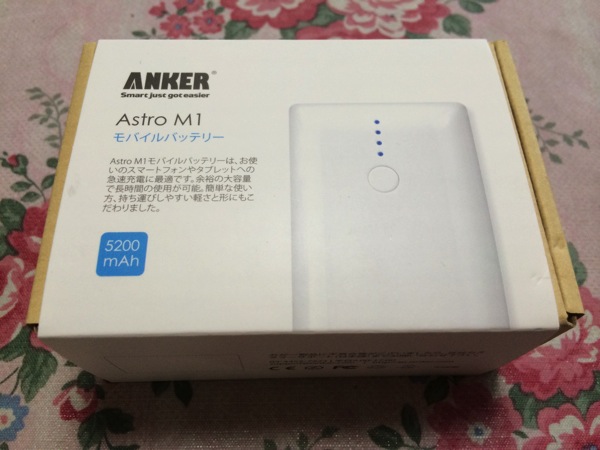 ANKER®
Smart just got easier
Astro M1
モバイルバッテリー
Astro M1モバイルバッテリーは、お使
いのスマートフォンやタブレットへの
急速充電に最適です。余裕の大容量
で長時間の使用が可能。簡単な使い
方、持ち運びしやすい軽さと形にもこ
だわりました。
5200
mAh